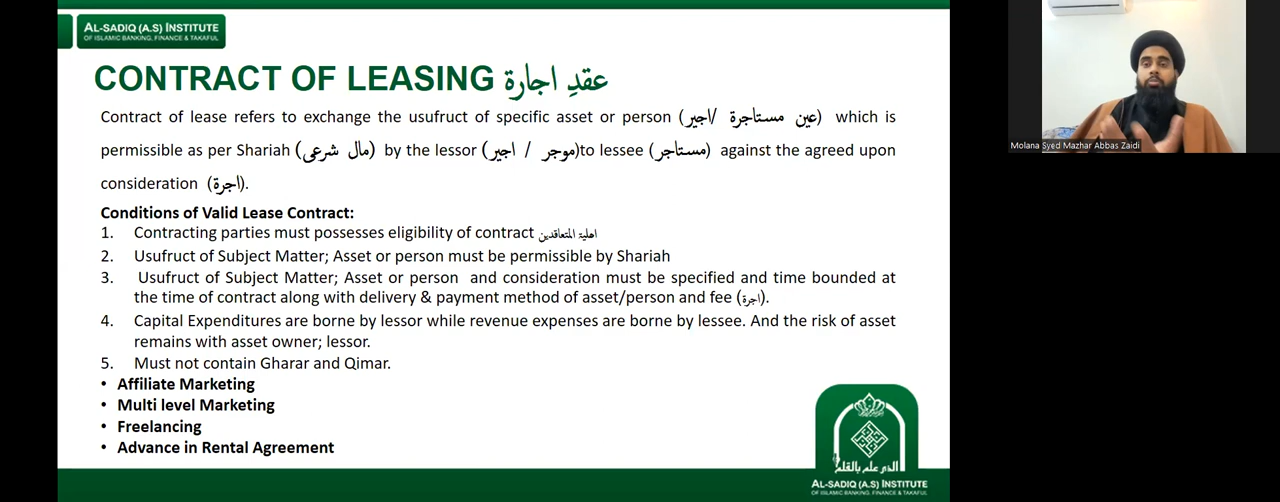 AL-SADIQ (A.S) INSTITUTE
OF ISLAMIC BANKING, FINANCE & TAKAFUL
CONTRACT OF LEASING عقدِ اجارة
Contract of lease refers to exchange the usufruct of specific asset or person (عین مستاجرة /اجیر) which is
permissible as per Shariah (مال شرعی) by the lessor (موجر / اجیر)to lessee (مستاجر) against the agreed upon
consideration (اجرة).
Conditions of Valid Lease Contract:
1. Contracting parties must possesses eligibility of contract اهلیة المتعاقدین
2. Usufruct of Subject Matter; Asset or person must be permissible by Shariah
3. Usufruct of Subject Matter; Asset or person and consideration must be specified and time bounded at
the time of contract along with delivery & payment method of asset/person and fee (اجرة).
4. Capital Expenditures are borne by lessor while revenue expenses are borne by lessee. And the risk of asset
remains with asset owner; lessor.
5. Must not contain Gharar and Qimar.
• Affiliate Marketing
• Multi level Marketing
• Freelancing
• Advance in Rental Agreement
الذي علم بالقلم
AL-SADIQ (A.S) INSTITUTE
OF ISLAMIC BANKING, FINANCE & TAKAFUL
Molana Syed Mazhar Abbas Zaidi